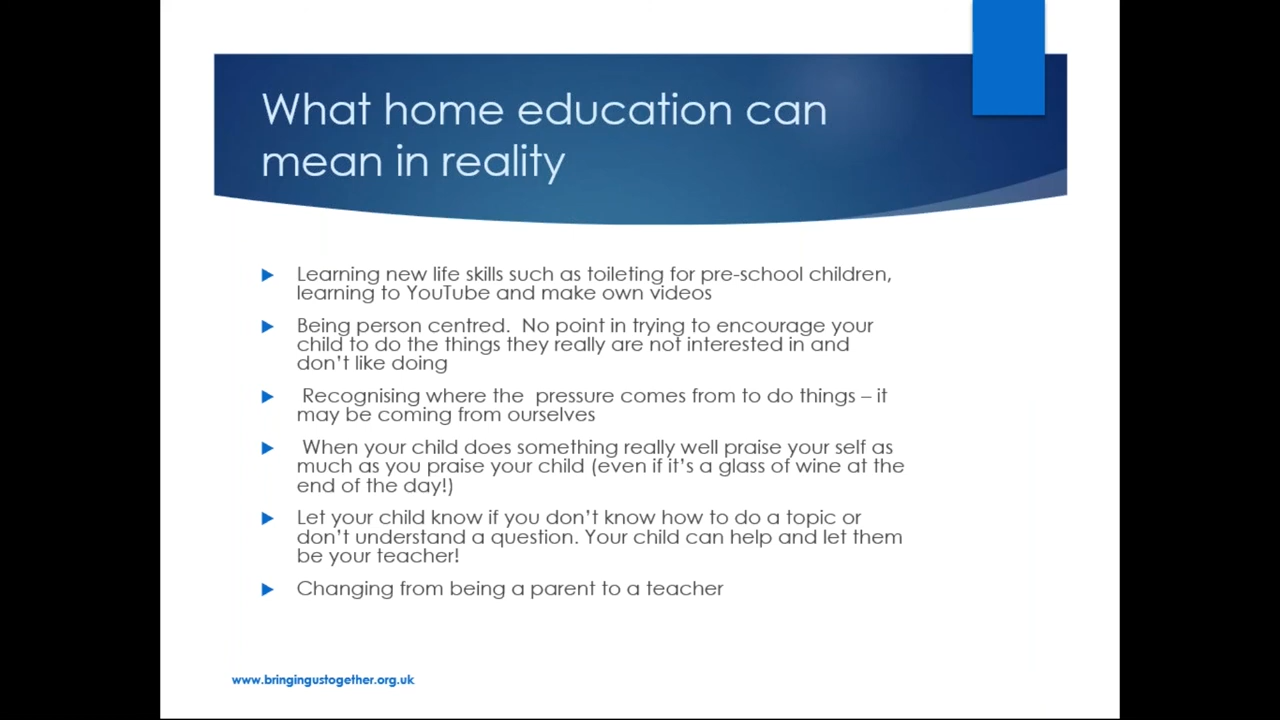 What home education can
mean in reality
Learning new life skills such as toileting for pre-school children,
learning to YouTube and make own videos
Being person centred.  No point in trying to encourage your
child to do the things they really are not interested in and
don't like doing
Recognising where the  pressure comes from to do things – it
may be coming from ourselves
When your child does something really well praise your self as
much as you praise your child (even if it's a glass of wine at the
end of the day!)
Let your child know if you don't know how to do a topic or
don't understand a question. Your child can help and let them
be your teacher!
Changing from being a parent to a teacher
www.bringingustogether.org.uk